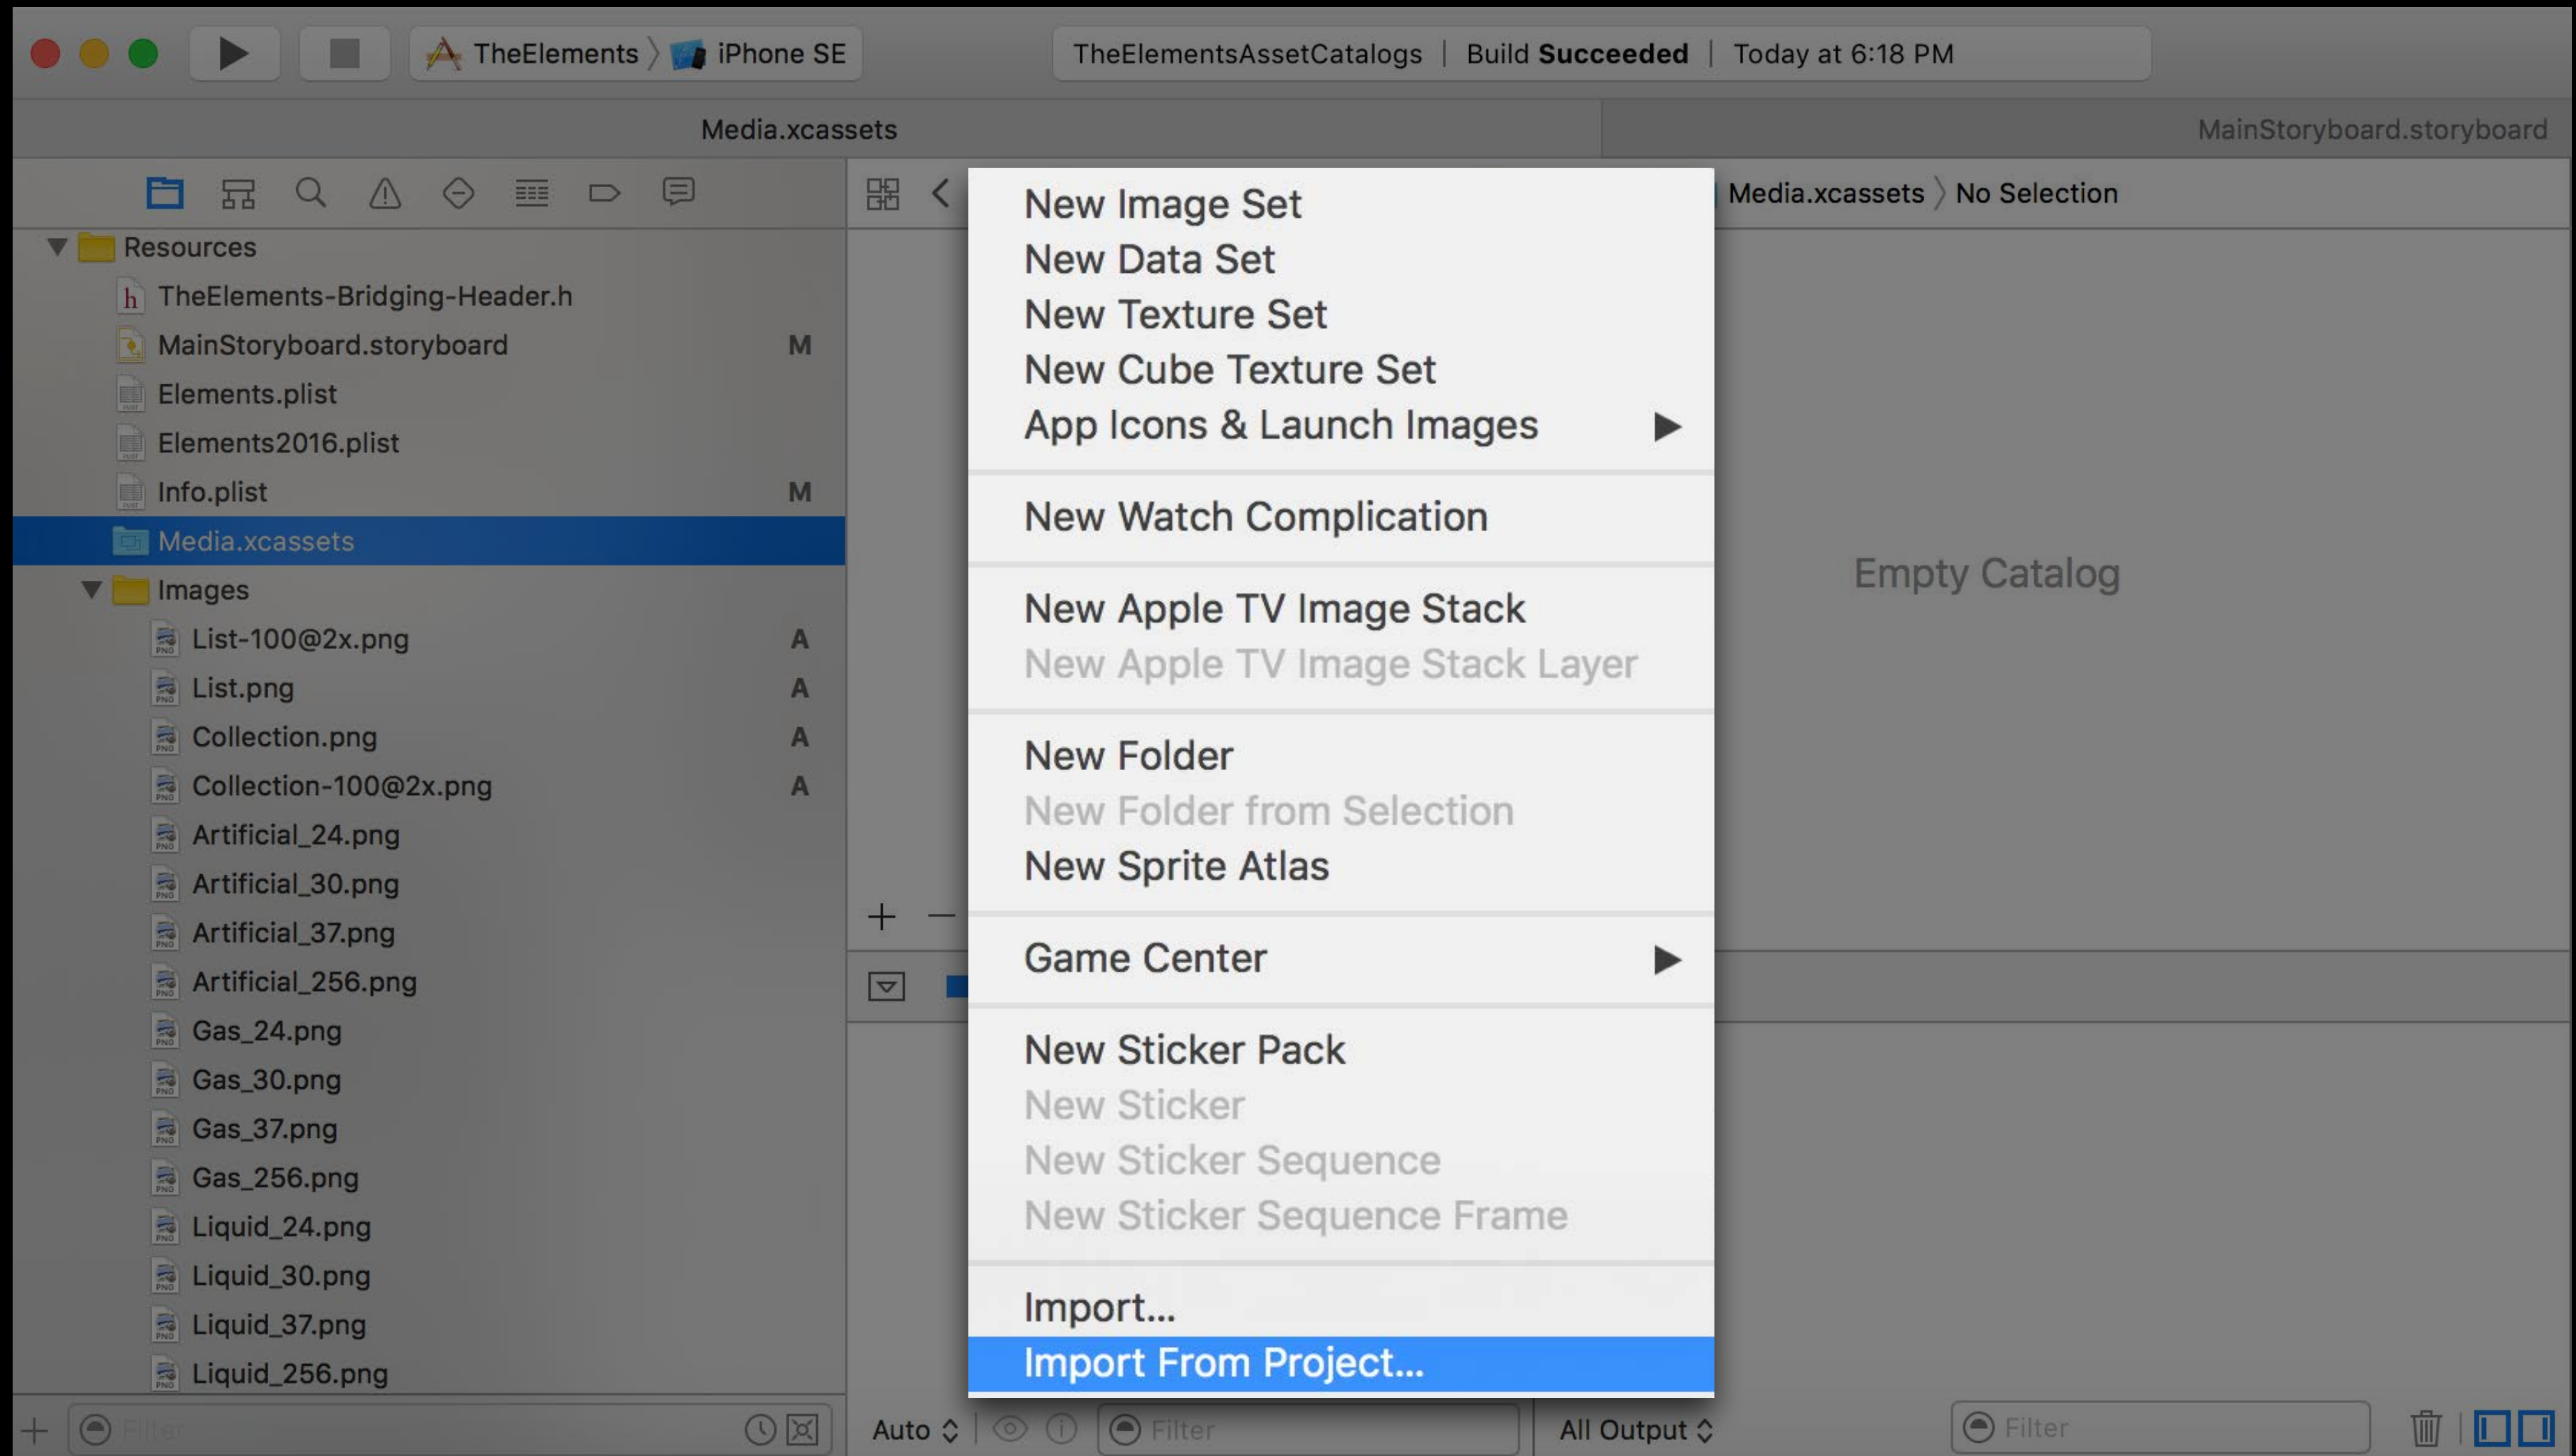 TheElements 〉 iPhone SE
TheElementsAssetCatalogs | Build Succeeded | Today at 6:18 PM
Media.xcassets
MainStoryboard.storyboard
Resources
TheElements-Bridging-Header.h
MainStoryboard.storyboard M
Elements.plist
Elements2016.plist
Info.plist M
Media.xcassets
Images
List-100@2x.png A
List.png A
Collection.png A
Collection-100@2x.png A
Artificial_24.png
Artificial_30.png
Artificial_37.png
Artificial_256.png
Gas_24.png
Gas_30.png
Gas_37.png
Gas_256.png
Liquid_24.png
Liquid_30.png
Liquid_37.png
Liquid_256.png
Filter
Media.xcassets 〉 No Selection
New Image Set
New Data Set
New Texture Set
New Cube Texture Set
App Icons & Launch Images
New Watch Complication
New Apple TV Image Stack
New Apple TV Image Stack Layer
New Folder
New Folder from Selection
New Sprite Atlas
Game Center
New Sticker Pack
New Sticker
New Sticker Sequence
New Sticker Sequence Frame
Import...
Import From Project...
Empty Catalog
Auto
Filter
All Output
Filter